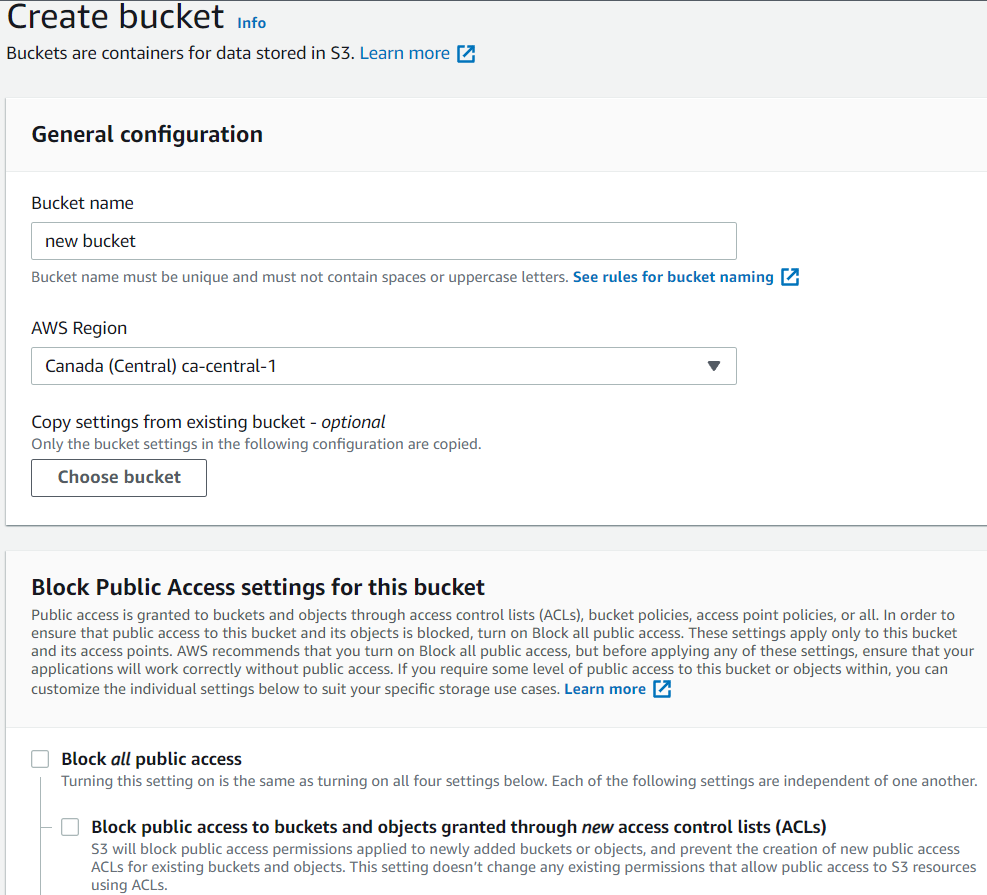 Create bucket Info
Buckets are containers for data stored in S3. Learn more
General configuration
Bucket name
new bucket
Bucket name must be unique and must not contain spaces or uppercase letters. See rules for bucket naming
AWS Region
Canada (Central) ca-central-1
Copy settings from existing bucket - optional
Only the bucket settings in the following configuration are copied.
Choose bucket
Block Public Access settings for this bucket
Public access is granted to buckets and objects through access control lists (ACLs), bucket policies, access point policies, or all. In order to
ensure that public access to this bucket and its objects is blocked, turn on Block all public access. These settings apply only to this bucket
and its access points. AWS recommends that you turn on Block all public access, but before applying any of these settings, ensure that your
applications will work correctly without public access. If you require some level of public access to this bucket or objects within, you can
customize the individual settings below to suit your specific storage use cases. Learn more
Block all public access
Turning this setting on is the same as turning on all four settings below. Each of the following settings are independent of one another.
Block public access to buckets and objects granted through new access control lists (ACLs)
S3 will block public access permissions applied to newly added buckets or objects, and prevent the creation of new public access
ACLs for existing buckets and objects. This setting doesn't change any existing permissions that allow public access to S3 resources
using ACLs.